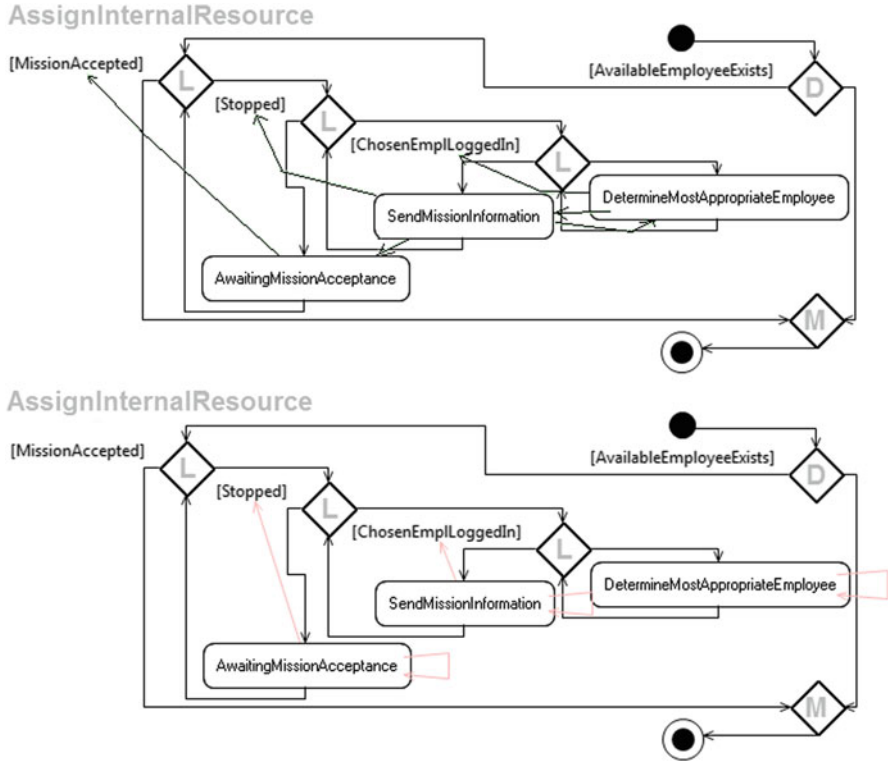 AssignInternalResource
[MissionAccepted]
L
[AvailableEmployeeExists]
D
[Stopped]
L
[ChosenEmplLoggedIn]
L
DetermineMostAppropriateEmployee
SendMissionInformation
AwaitingMissionAcceptance
M
AssignInternalResource
[MissionAccepted]
L
[AvailableEmployeeExists]
D
[Stopped]
L
[ChosenEmplLoggedIn]
L
DetermineMostAppropriateEmployee
SendMissionInformation
AwaitingMissionAcceptance
M